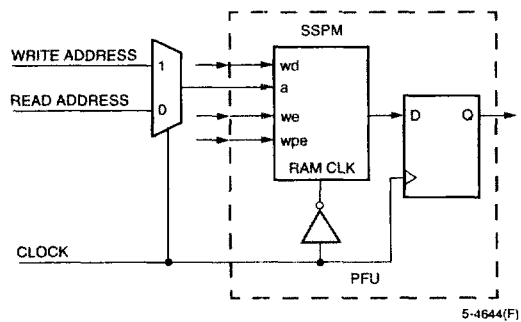 SSPM
WRITE ADDRESS
1
wd
a
READ ADDRESS
0
D Q
we
wpe
RAM CLK
CLOCK
PFU
5-4644(F)